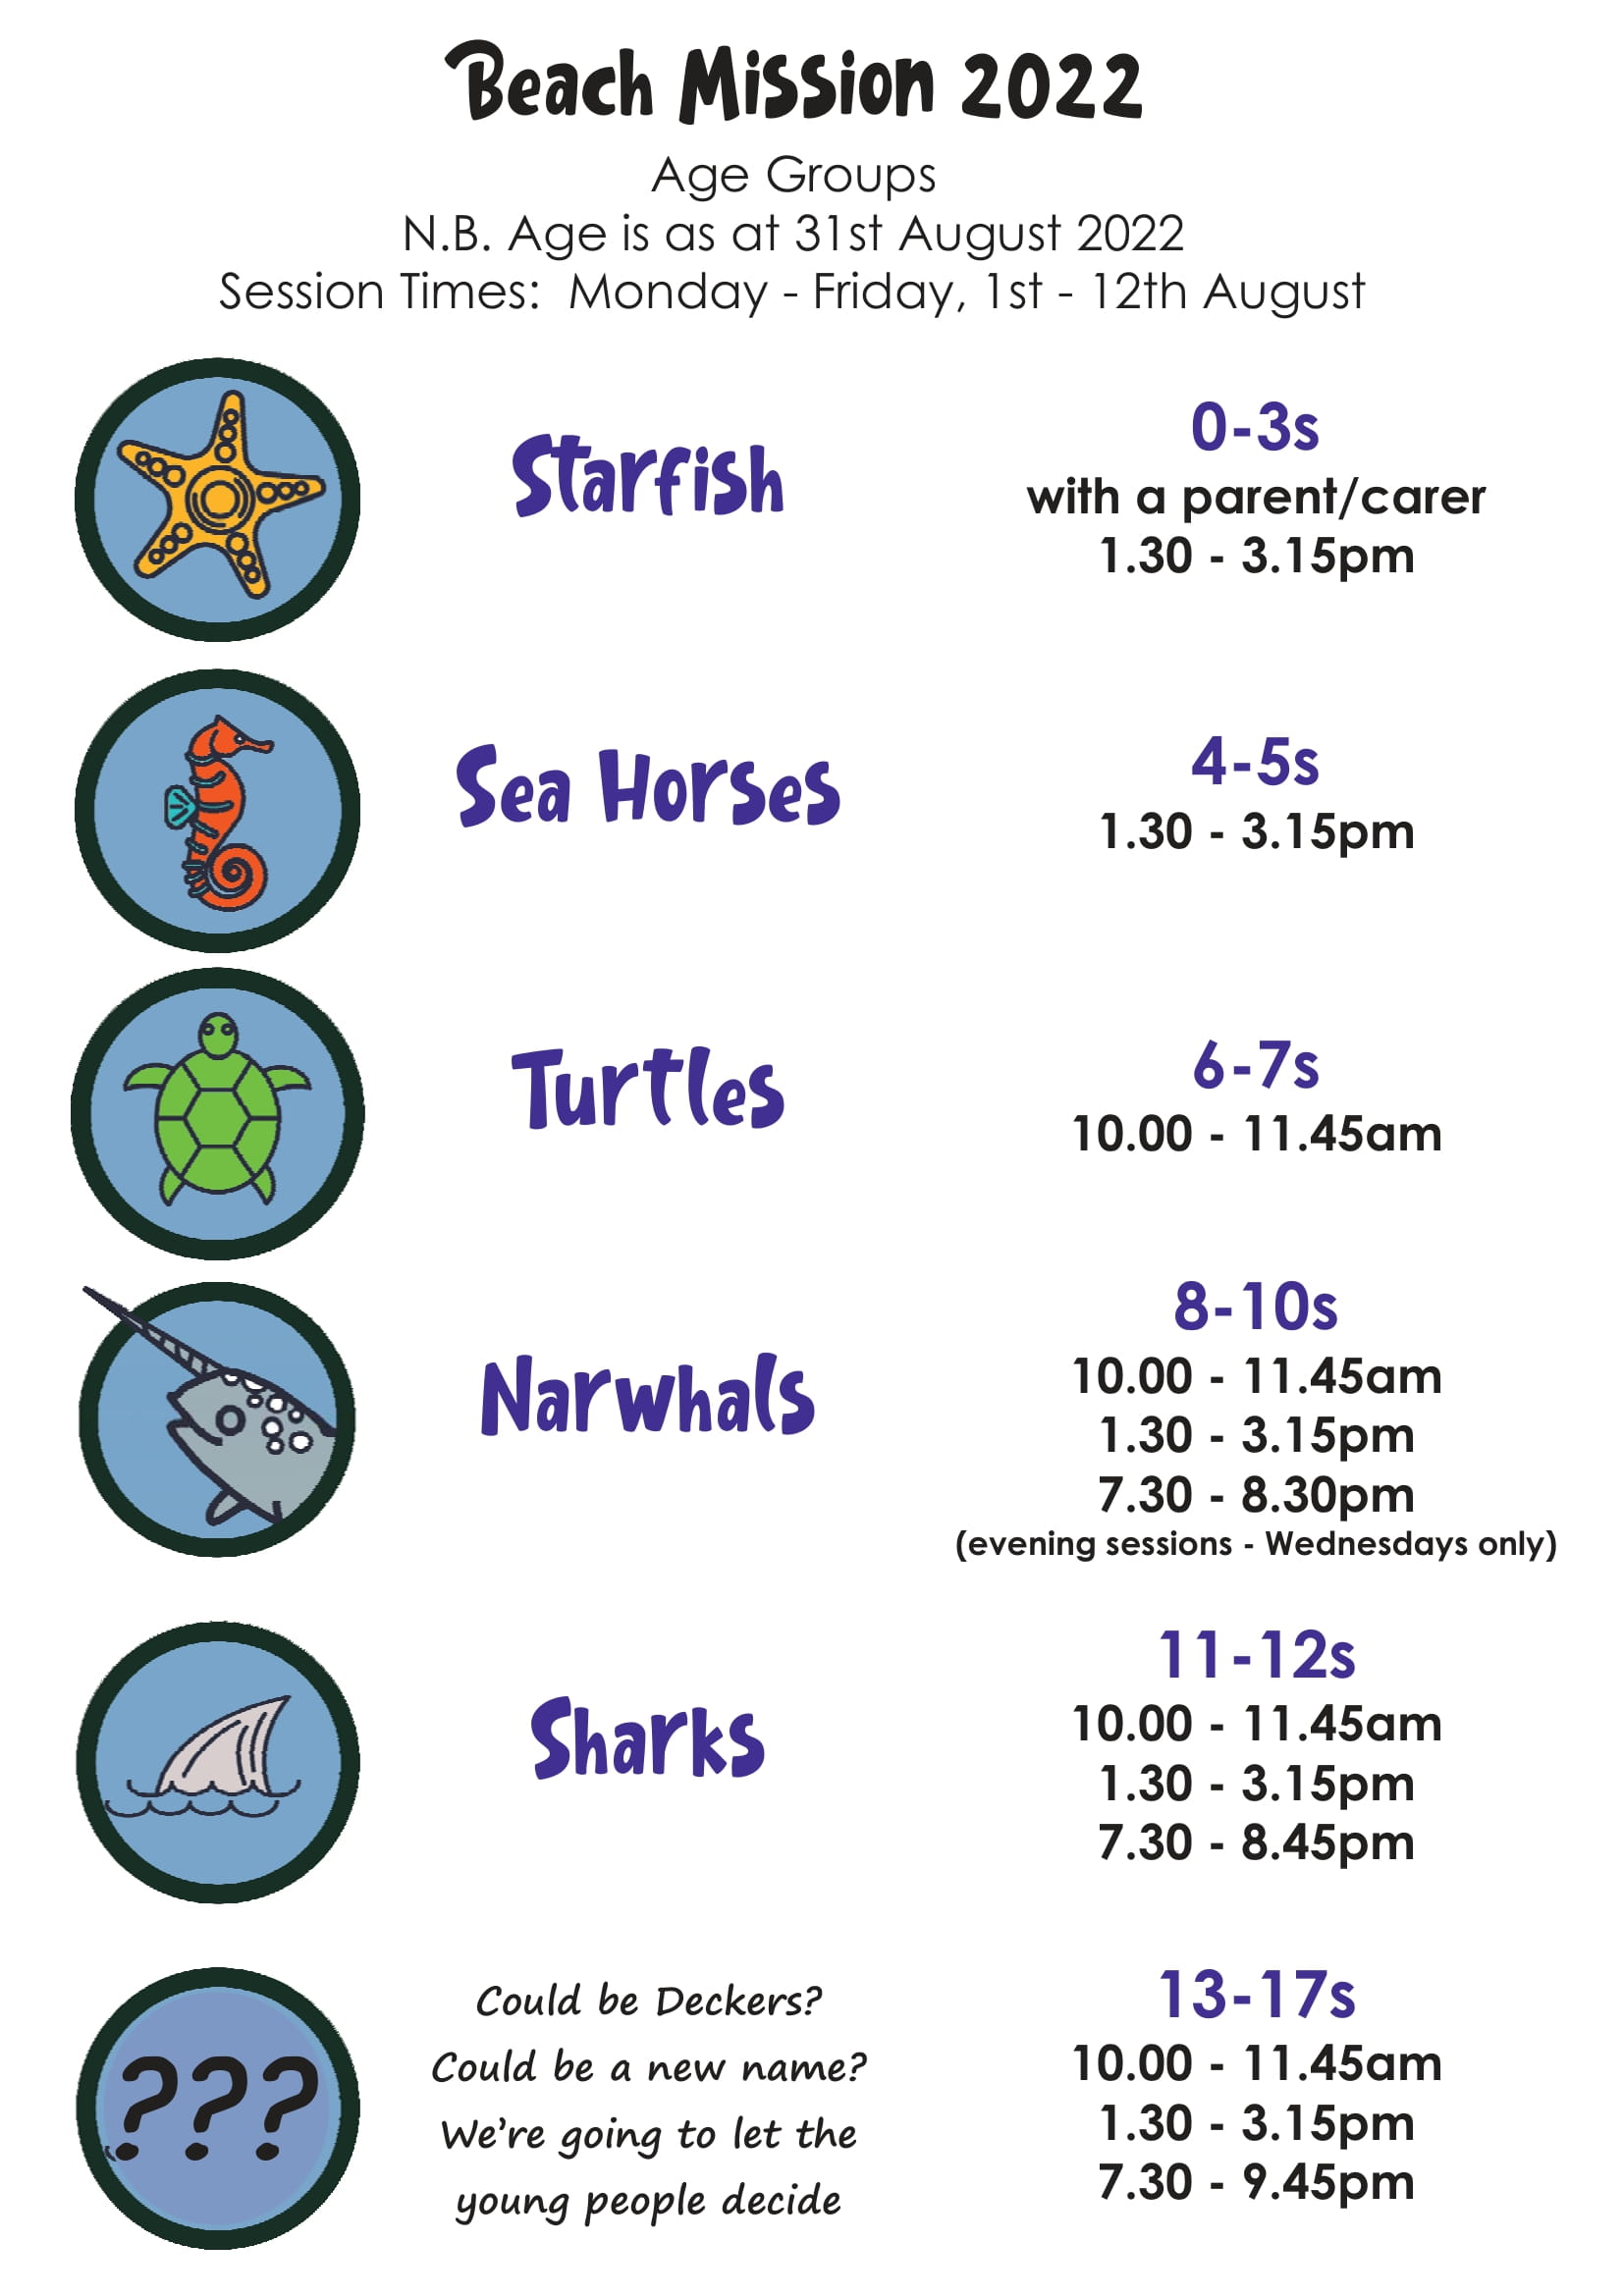 Beach Mission 2022
Age Groups
N.B. Age is as at 31st August 2022
Session Times:  Monday - Friday, 1st - 12th August
Starfish
0-3s
with a parent/carer
1.30 - 3.15pm
Sea Horses
4-5s
1.30 - 3.15pm
Turtles
6-7s
10.00 - 11.45am
Narwhals
8-10s
10.00 - 11.45am
1.30 - 3.15pm
7.30 - 8.30pm
(evening sessions - Wednesdays only)
Sharks
11-12s
10.00 - 11.45am
1.30 - 3.15pm
7.30 - 8.45pm
???
Could be Deckers?
Could be a new name?
We're going to let the
young people decide
13-17s
10.00 - 11.45am
1.30 - 3.15pm
7.30 - 9.45pm